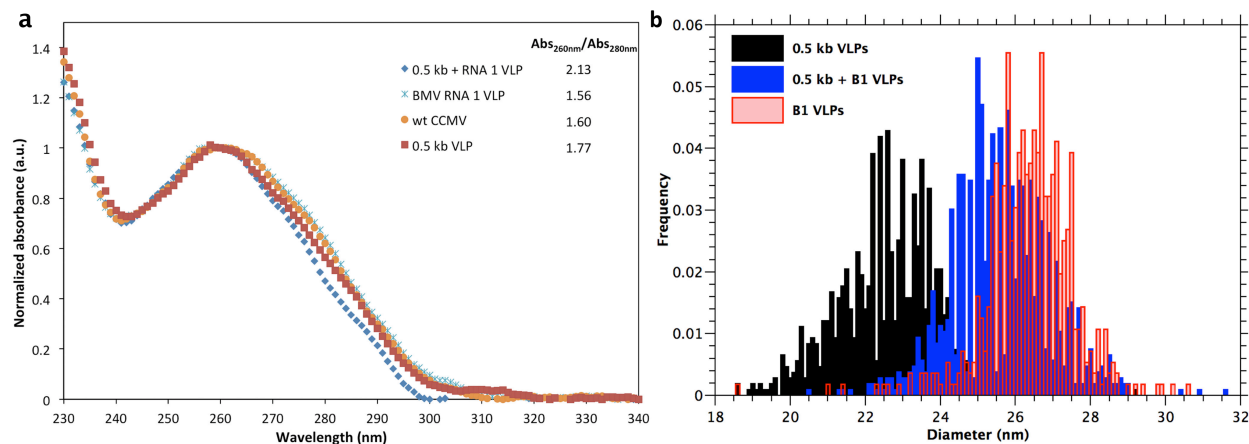 a
Abs260nm/Abs280nm
0.5 kb + RNA 1 VLP 2.13
BMV RNA 1 VLP 1.56
wt CCMV 1.60
0.5 kb VLP 1.77
Normalized absorbance (a.u.)
1.4
1.2
1
0.8
0.6
0.4
0.2
0
230 240 250 260 270 280 290 300 310 320 330 340
Wavelength (nm)
b
0.5 kb VLPs
0.5 kb + B1 VLPs
B1 VLPs
Frequency
0.06
0.05
0.04
0.03
0.02
0.01
0
18 20 22 24 26 28 30 32
Diameter (nm)